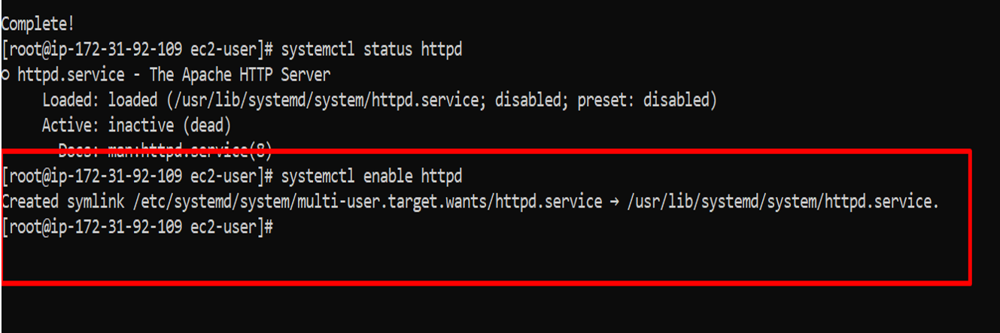 Complete!
[root@ip-172-31-92-109 ec2-user]# systemctl status httpd
○ httpd.service - The Apache HTTP Server
Loaded: loaded (/usr/lib/systemd/system/httpd.service; disabled; preset: disabled)
Active: inactive (dead)
Docs: man:httpd.service(8)
[root@ip-172-31-92-109 ec2-user]# systemctl enable httpd
Created symlink /etc/systemd/system/multi-user.target.wants/httpd.service → /usr/lib/systemd/system/httpd.service.
[root@ip-172-31-92-109 ec2-user]#